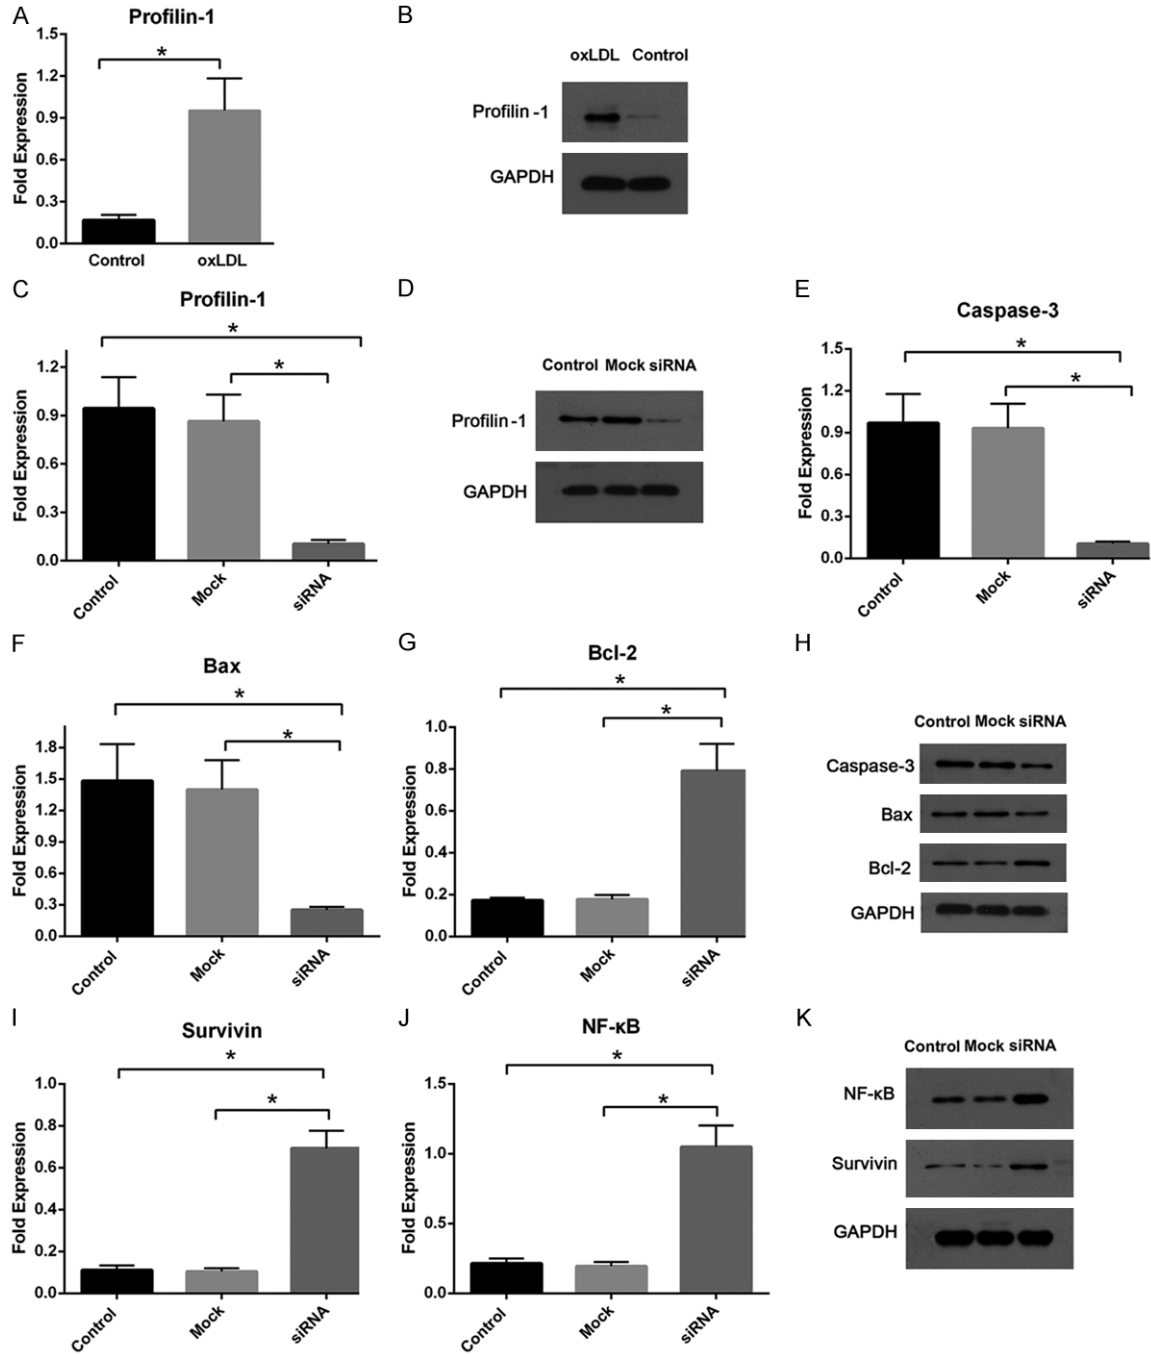 A
Profilin-1
*
Fold Expression
1.5
1.2
0.9
0.6
0.3
0.0
Control oxLDL
B
oxLDL Control
Profilin -1
GAPDH
C
Profilin-1
*
*
Fold Expression
1.2
0.9
0.6
0.3
0.0
Control Mock siRNA
D
Control Mock siRNA
Profilin -1
GAPDH
E
Caspase-3
*
*
Fold Expression
1.5
1.2
0.9
0.6
0.3
0.0
Control Mock siRNA
F
Bax
*
*
Fold Expression
1.8
1.5
1.2
0.9
0.6
0.3
0.0
Control Mock siRNA
G
Bcl-2
*
*
Fold Expression
1.0
0.8
0.6
0.4
0.2
0.0
Control Mock siRNA
H
Control Mock siRNA
Caspase-3
Bax
Bcl-2
GAPDH
I
Survivin
*
*
Fold Expression
1.0
0.8
0.6
0.4
0.2
0.0
Control Mock siRNA
J
NF-κB
*
*
Fold Expression
1.5
1.0
0.5
0.0
Control Mock siRNA
K
Control Mock siRNA
NF-κB
Survivin
GAPDH